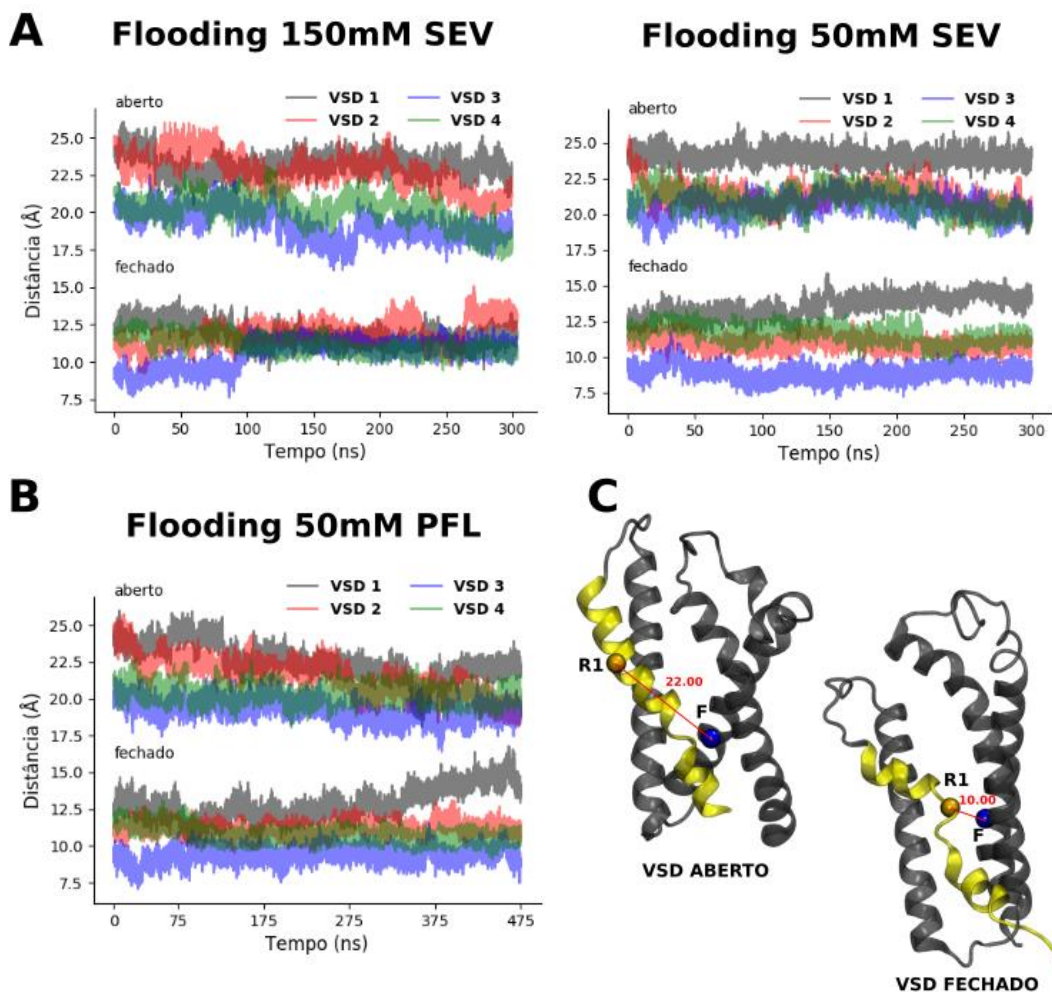 A
Flooding 150mM SEV
Flooding 50mM SEV
aberto
VSD 1
VSD 3
VSD 2
VSD 4
25.0
22.5
20.0
17.5
fechado
15.0
12.5
10.0
7.5
Distância (Å)
0
50
100
150
200
250
300
Tempo (ns)
aberto
VSD 1
VSD 3
VSD 2
VSD 4
25.0
22.5
20.0
17.5
fechado
15.0
12.5
10.0
7.5
0
50
100
150
200
250
300
Tempo (ns)
B
Flooding 50mM PFL
aberto
VSD 1
VSD 3
VSD 2
VSD 4
25.0
22.5
20.0
17.5
fechado
15.0
12.5
10.0
7.5
Distância (Å)
0
75
175
275
375
475
Tempo (ns)
C
R1
22.00
F
VSD ABERTO
R1
10.00
F
VSD FECHADO